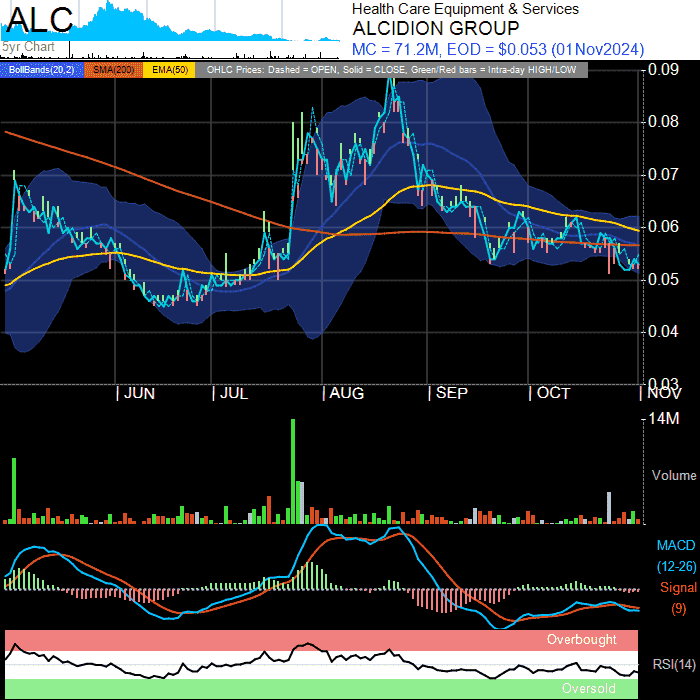 ALC
5yr Chart
Health Care Equipment & Services
ALCIDION GROUP
MC = 71.2M, EOD = $0.053 (01Nov2024)
BollBands(20,2) SMA(200) EMA(50) OHLC Prices: Dashed = OPEN, Solid = CLOSE, Green/Red bars = Intra-day HIGH/LOW
0.09
0.08
0.07
0.06
0.05
0.04
0.03
| JUN | JUL | AUG | SEP | OCT | NOV
14M
Volume
MACD
(12-26)
Signal
(9)
Overbought
RSI(14)
Oversold